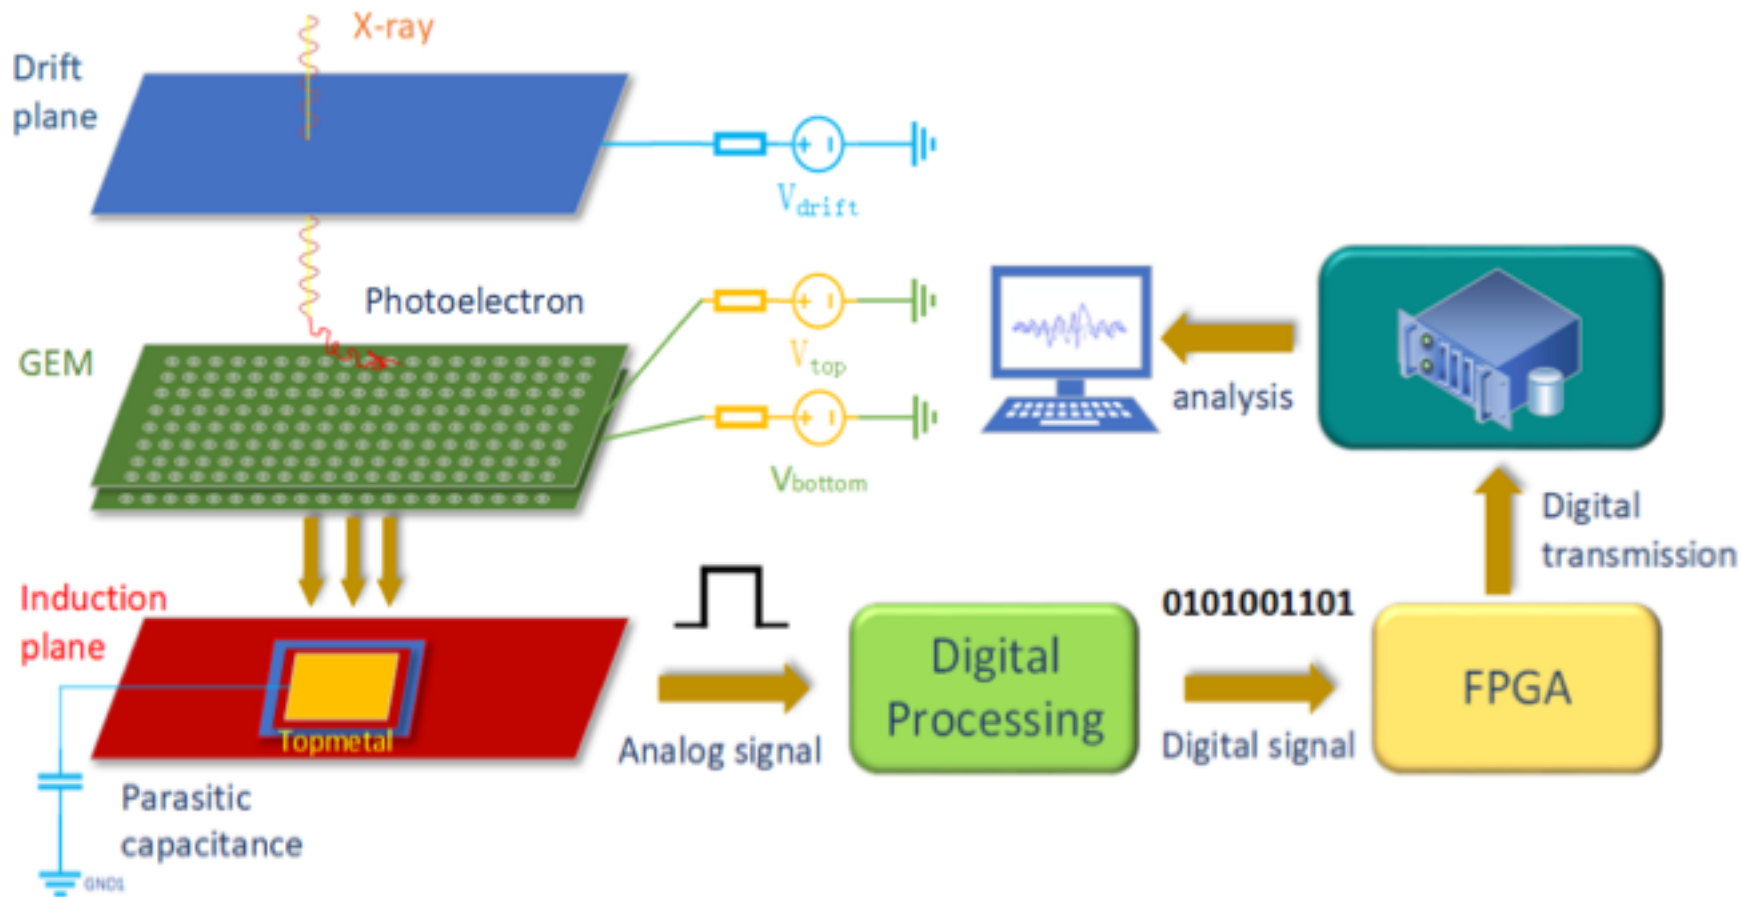 X-ray
Drift
plane
Vdrift
Photoelectron
GEM
Vtop
Vbottom
analysis
Digital
transmission
Induction
plane
Topmetal
Parasitic
capacitance
GND1
Analog signal
Digital
Processing
0101001101
Digital signal
FPGA